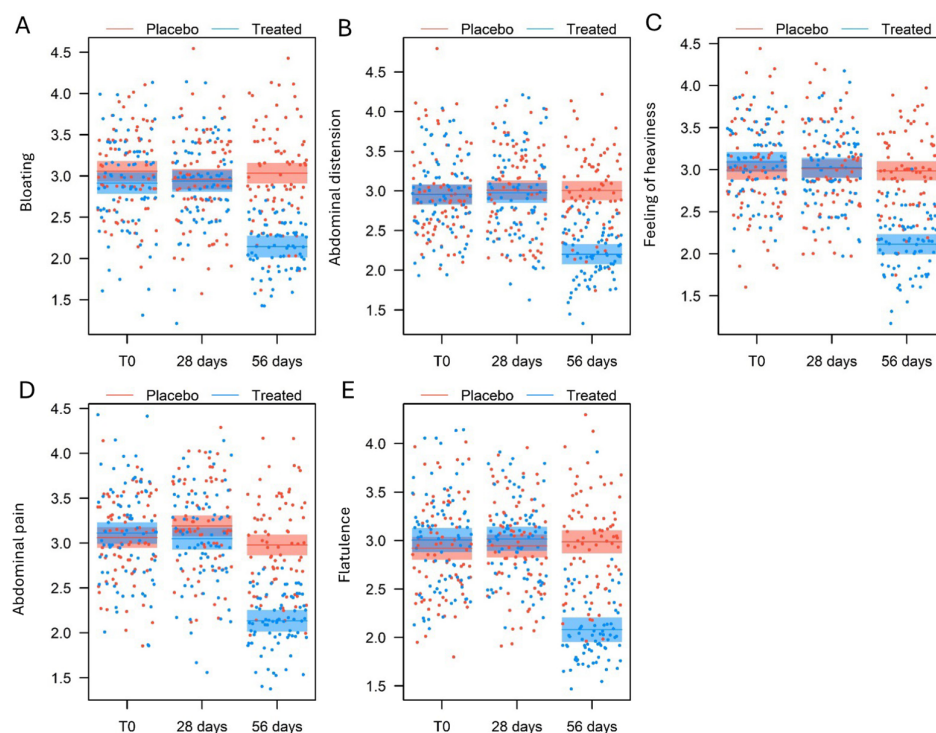 A
Placebo Treated
Bloating
4.5
4.0
3.5
3.0
2.5
2.0
1.5
T0 28 days 56 days
B
Placebo Treated
Abdominal distension
4.5
4.0
3.5
3.0
2.5
2.0
1.5
T0 28 days 56 days
C
Placebo Treated
Feeling of heaviness
4.5
4.0
3.5
3.0
2.5
2.0
1.5
T0 28 days 56 days
D
Placebo Treated
Abdominal pain
4.5
4.0
3.5
3.0
2.5
2.0
1.5
T0 28 days 56 days
E
Placebo Treated
Flatulence
4.0
3.5
3.0
2.5
2.0
1.5
T0 28 days 56 days